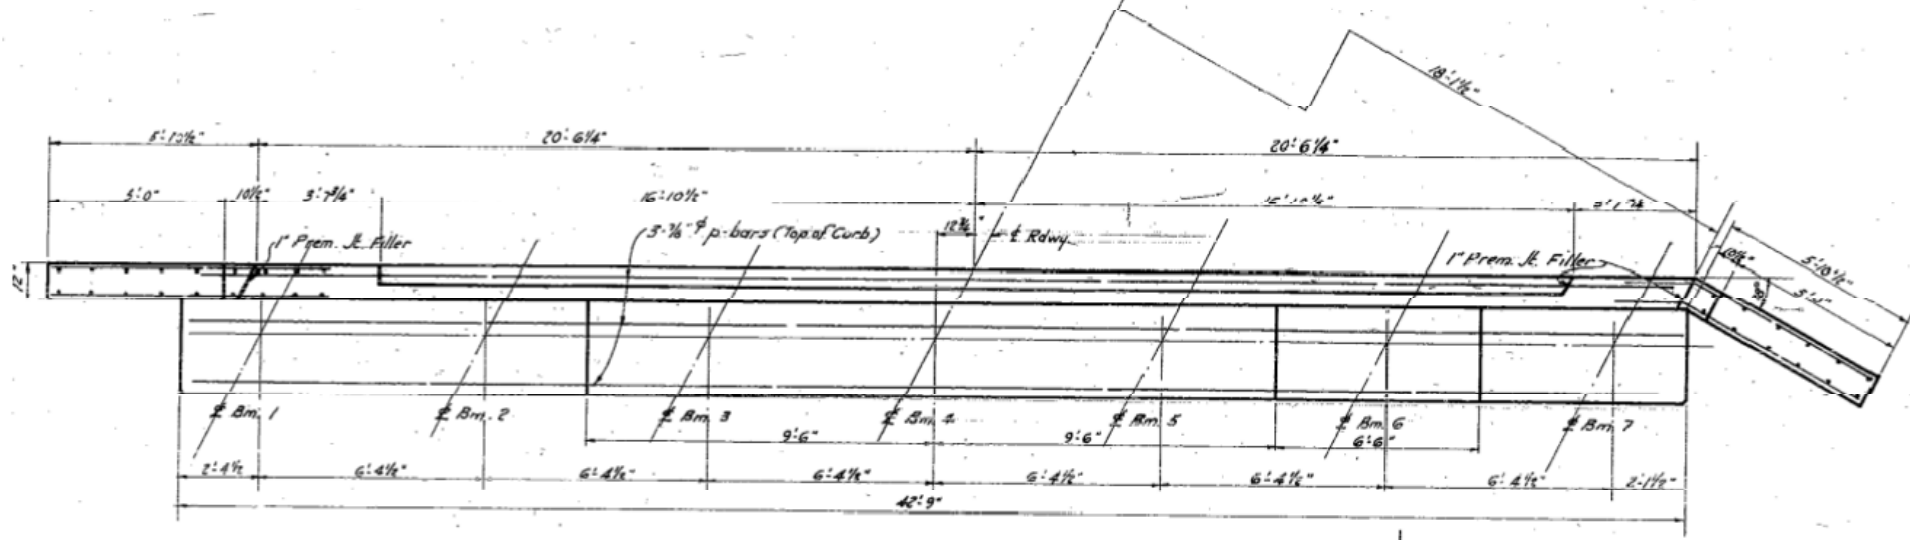 18'-1½"
20'-6¼"
20'-6¼"
5'-0"
10½"
3'-7¾"
16'-10½"
12¾"
3-⅞"ϕ p-bars (Top of Curb)
℄ Rdwy.
1" Prem. Jt. Filler
1" Prem. Jt. Filler
10½"
5'-10½"
12"
℄ Bm. 1
℄ Bm. 2
℄ Bm. 3
℄ Bm. 4
℄ Bm. 5
℄ Bm. 6
℄ Bm. 7
9'-6"
9'-6"
6'-6"
2'-4½"
6'-4½"
6'-4½"
6'-4½"
6'-4½"
6'-4½"
6'-4½"
2'-1½"
42'-9"